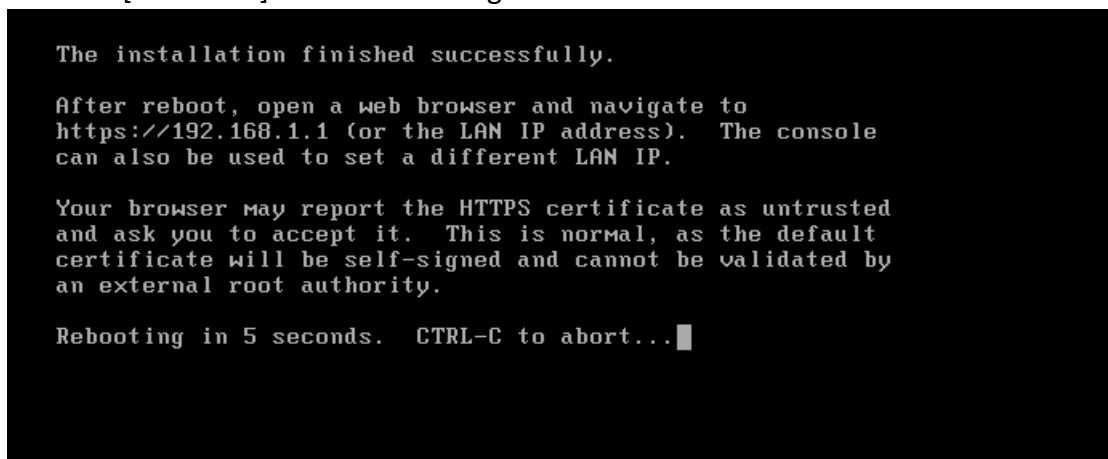 The installation finished successfully.
After reboot, open a web browser and navigate to
https://192.168.1.1 (or the LAN IP address).  The console
can also be used to set a different LAN IP.
Your browser may report the HTTPS certificate as untrusted
and ask you to accept it.  This is normal, as the default
certificate will be self-signed and cannot be validated by
an external root authority.
Rebooting in 5 seconds.  CTRL-C to abort...